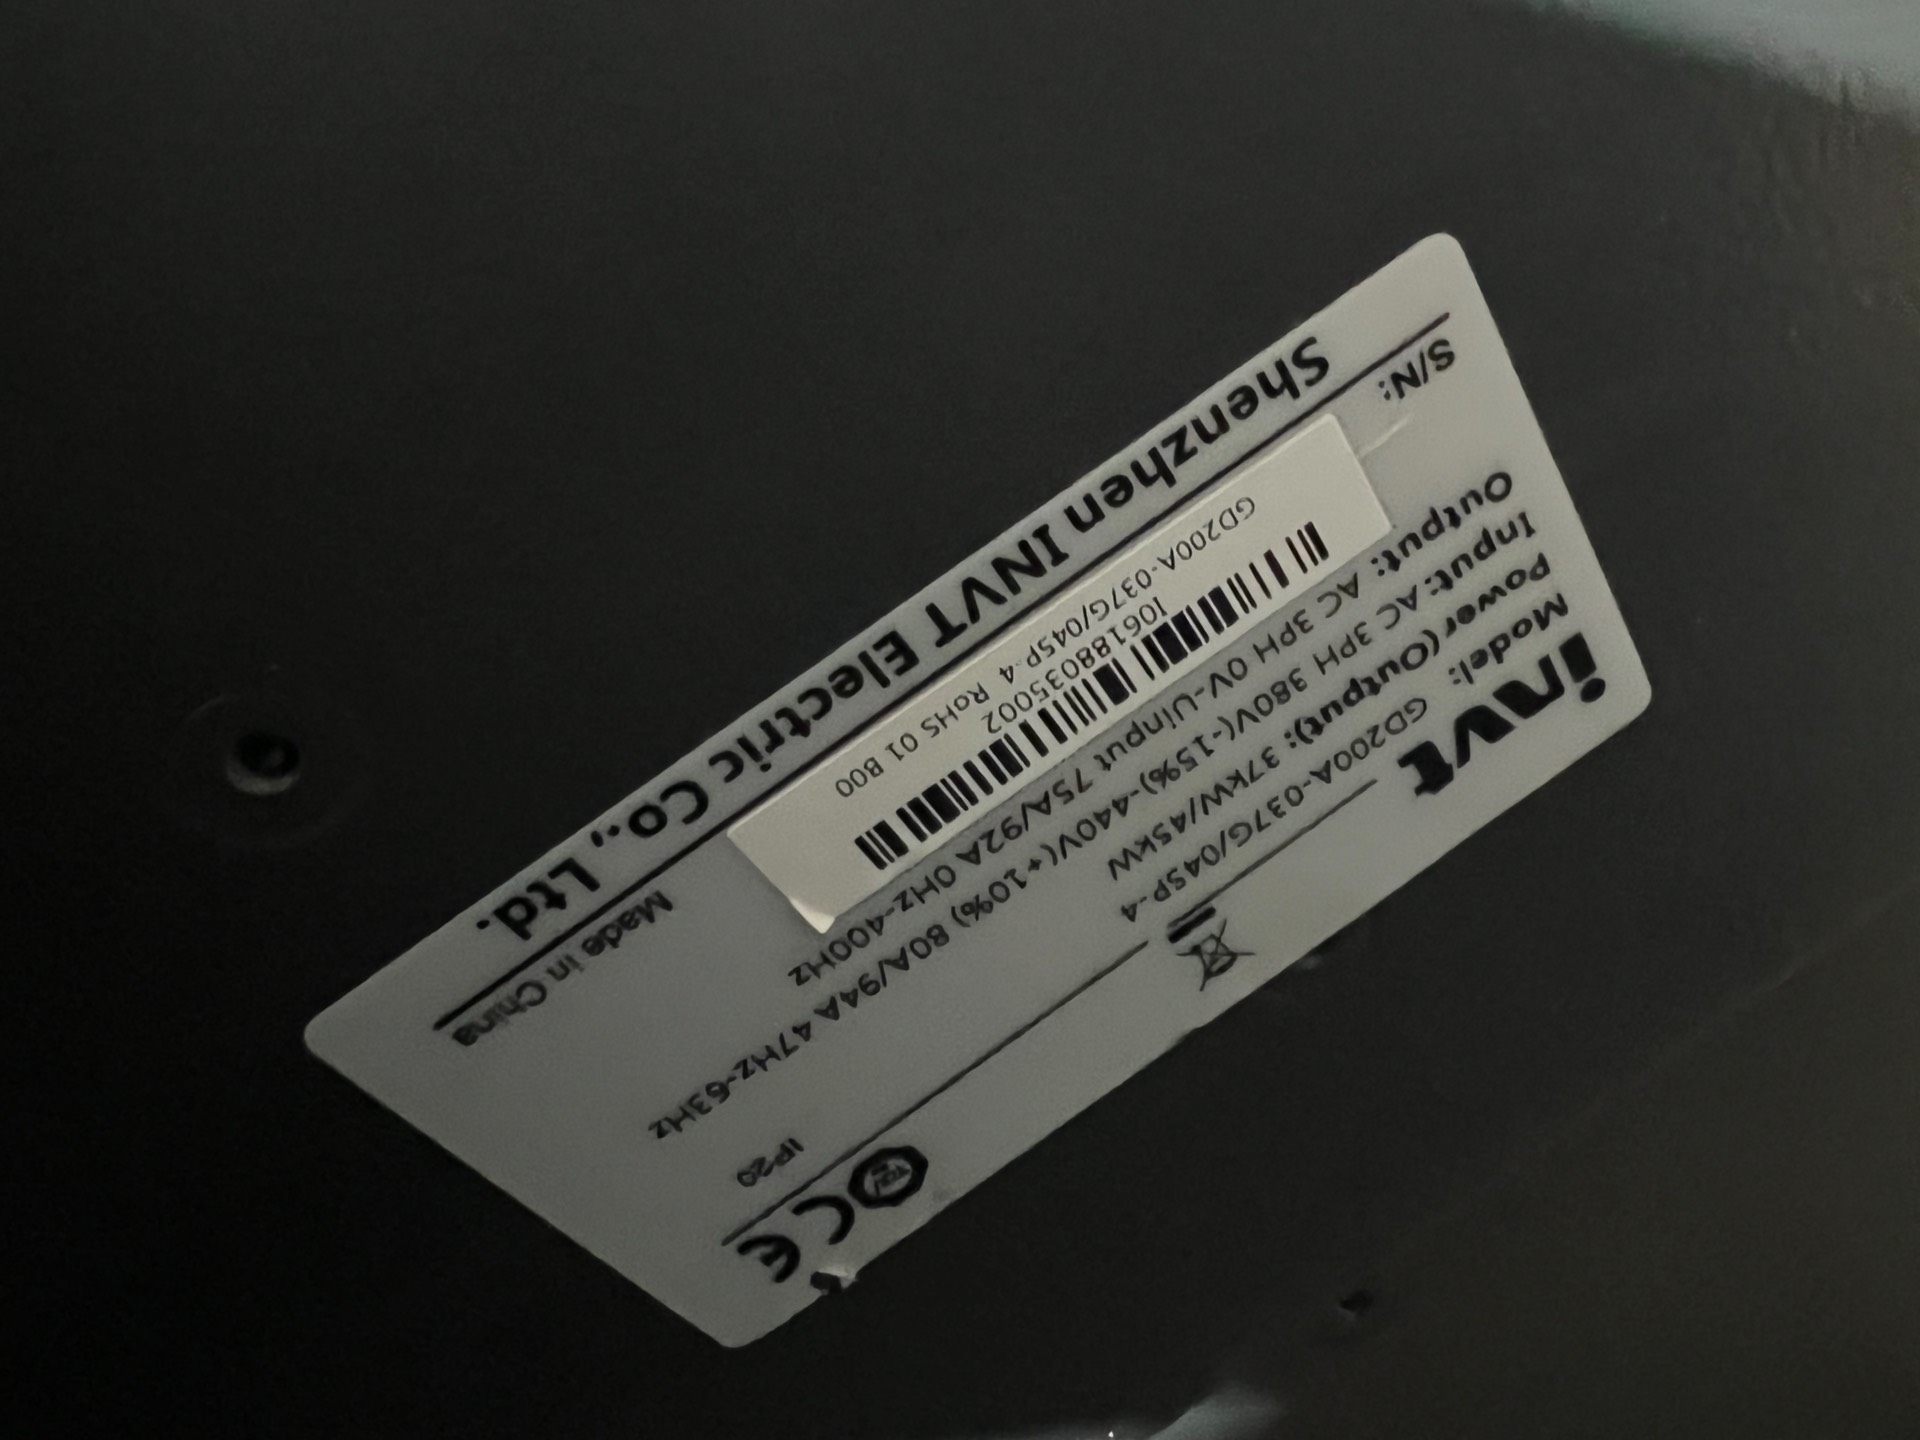 invt
Model: GD200A-037G/045P-4 IP20
Power(Output): 37kW/45kW
Input: AC 3PH 380V(-15%)-440V(+10%) 80A/94A 47Hz~63Hz
Output: AC 3PH 0V-Uinput 75A/92A 0Hz-400Hz
I06188035002
GD200A-037G/045P-4 RoHS 01 B00
S/N:
Made in China
Shenzhen INVT Electric Co., Ltd.